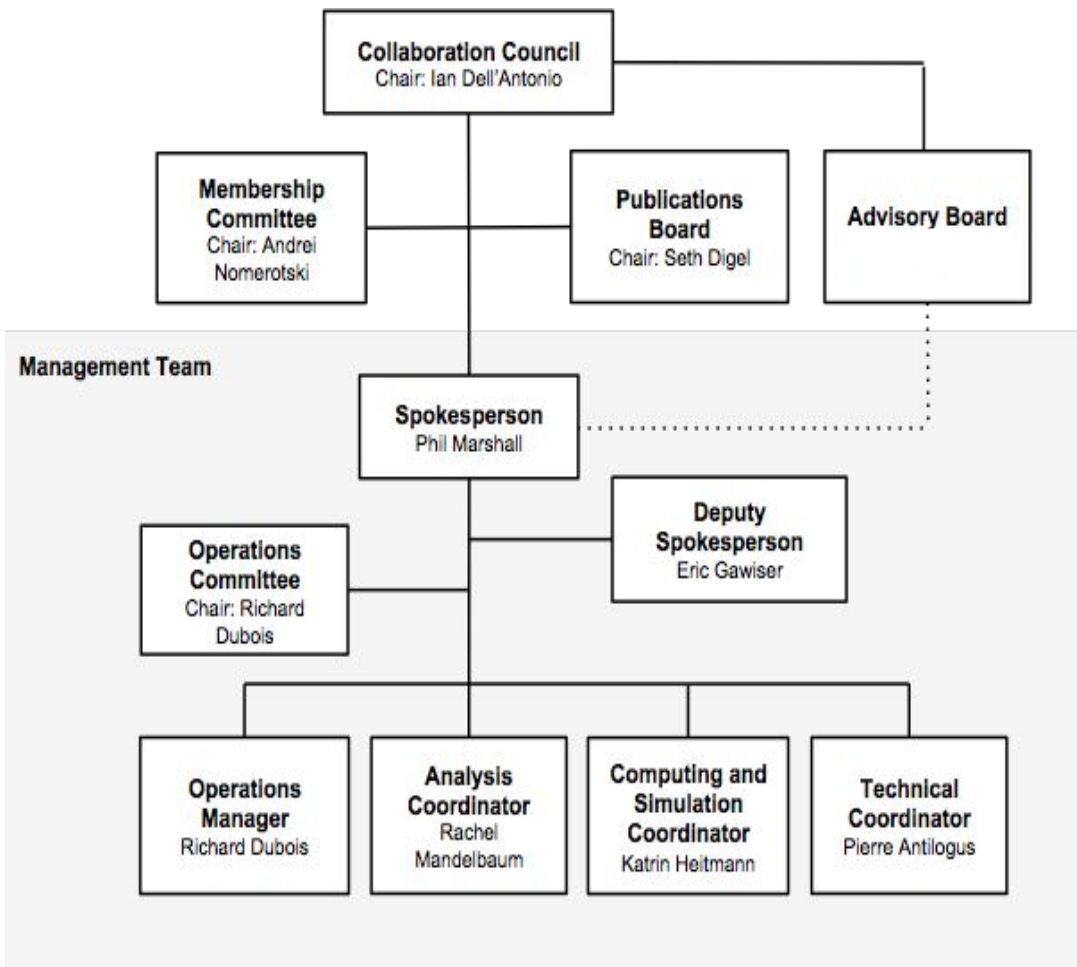 Collaboration Council
Chair: Ian Dell'Antonio
Membership
Committee
Chair: Andrei
Nomerotski
Publications
Board
Chair: Seth Digel
Advisory Board
Management Team
Spokesperson
Phil Marshall
Deputy
Spokesperson
Eric Gawiser
Operations
Committee
Chair: Richard
Dubois
Operations
Manager
Richard Dubois
Analysis
Coordinator
Rachel
Mandelbaum
Computing and
Simulation
Coordinator
Katrin Heitmann
Technical
Coordinator
Pierre Antilogus